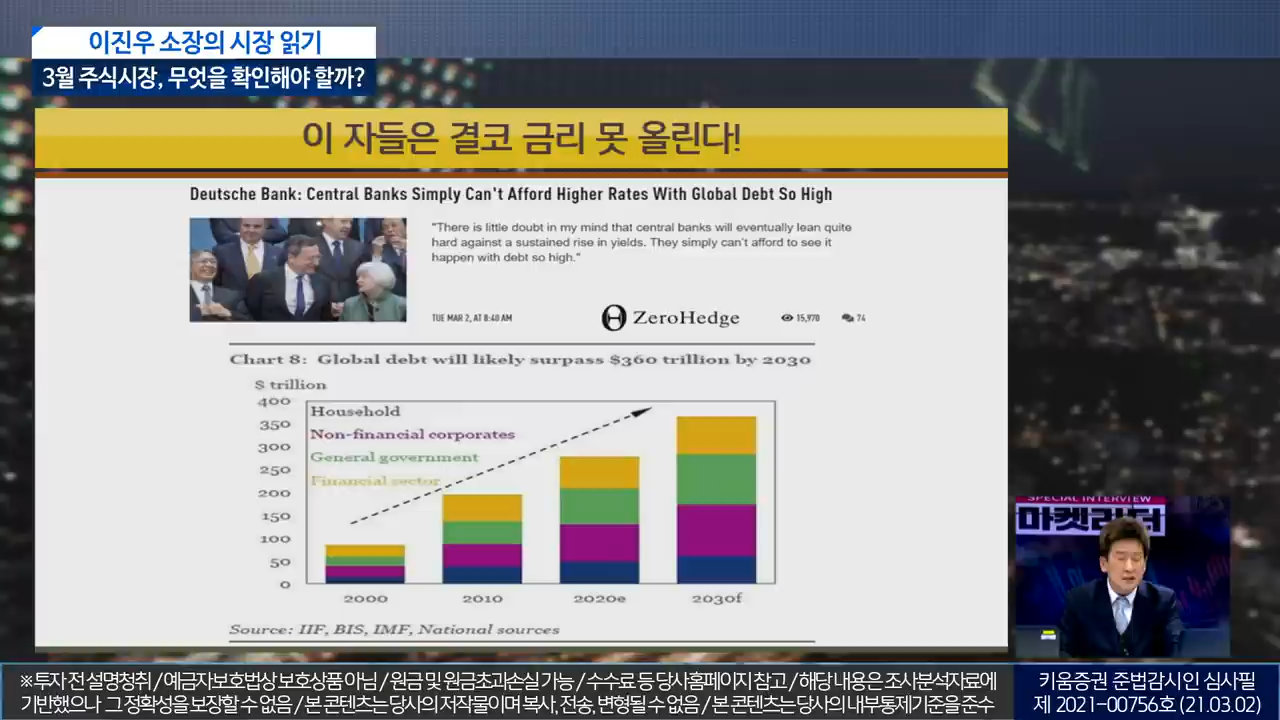 이진우 소장의 시장 읽기
3월 주식시장, 무엇을 확인해야 할까?
이 자들은 결코 금리 못 올린다!
Deutsche Bank: Central Banks Simply Can't Afford Higher Rates With Global Debt So High
"There is little doubt in my mind that central banks will eventually lean quite
hard against a sustained rise in yields. They simply can't afford to see it
happen with debt so high."
TUE MAR 2, AT 8:40 AM
ZeroHedge
15,970
74
Chart 8: Global debt will likely surpass $360 trillion by 2030
$ trillion
400
350
300
250
200
150
100
50
0
Household
Non-financial corporates
General government
Financial sector
2000 2010 2020e 2030f
Source: IIF, BIS, IMF, National sources
SPECIAL INTERVIEW
마켓리더
※ 투자 전 설명청취 / 예금자보호법상 보호상품 아님 / 원금 및 원금초과손실 가능 / 수수료 등 당사홈페이지 참고 / 해당 내용은 조사분석자료에
기반했으나 그 정확성을 보장할 수 없음 / 본 콘텐츠는 당사의 저작물이며 복사, 전송, 변형될 수 없음 / 본 콘텐츠는 당사의 내부통제기준을 준수
키움증권 준법감시인 심사필
제 2021-00756호 (21.03.02)